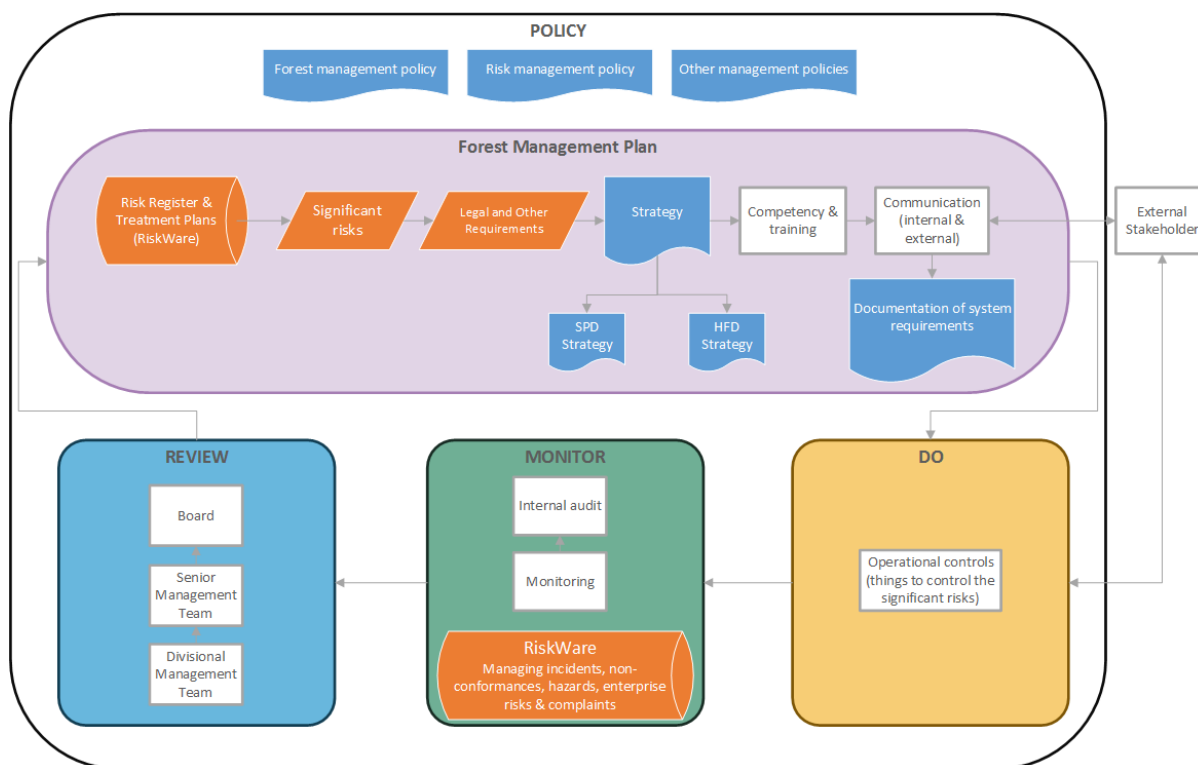 POLICY
Forest management policy
Risk management policy
Other management policies
Forest Management Plan
Risk Register &
Treatment Plans
(RiskWare)
Significant
risks
Legal and Other
Requirements
Strategy
Competency &
training
Communication
(internal &
external)
External
Stakeholder
SPD
Strategy
HFD
Strategy
Documentation of system
requirements
REVIEW
Board
Senior
Management
Team
Divisional
Management
Team
MONITOR
Internal audit
Monitoring
RiskWare
Managing incidents, non-
conformances, hazards, enterprise
risks & complaints
DO
Operational controls
(things to control the
significant risks)